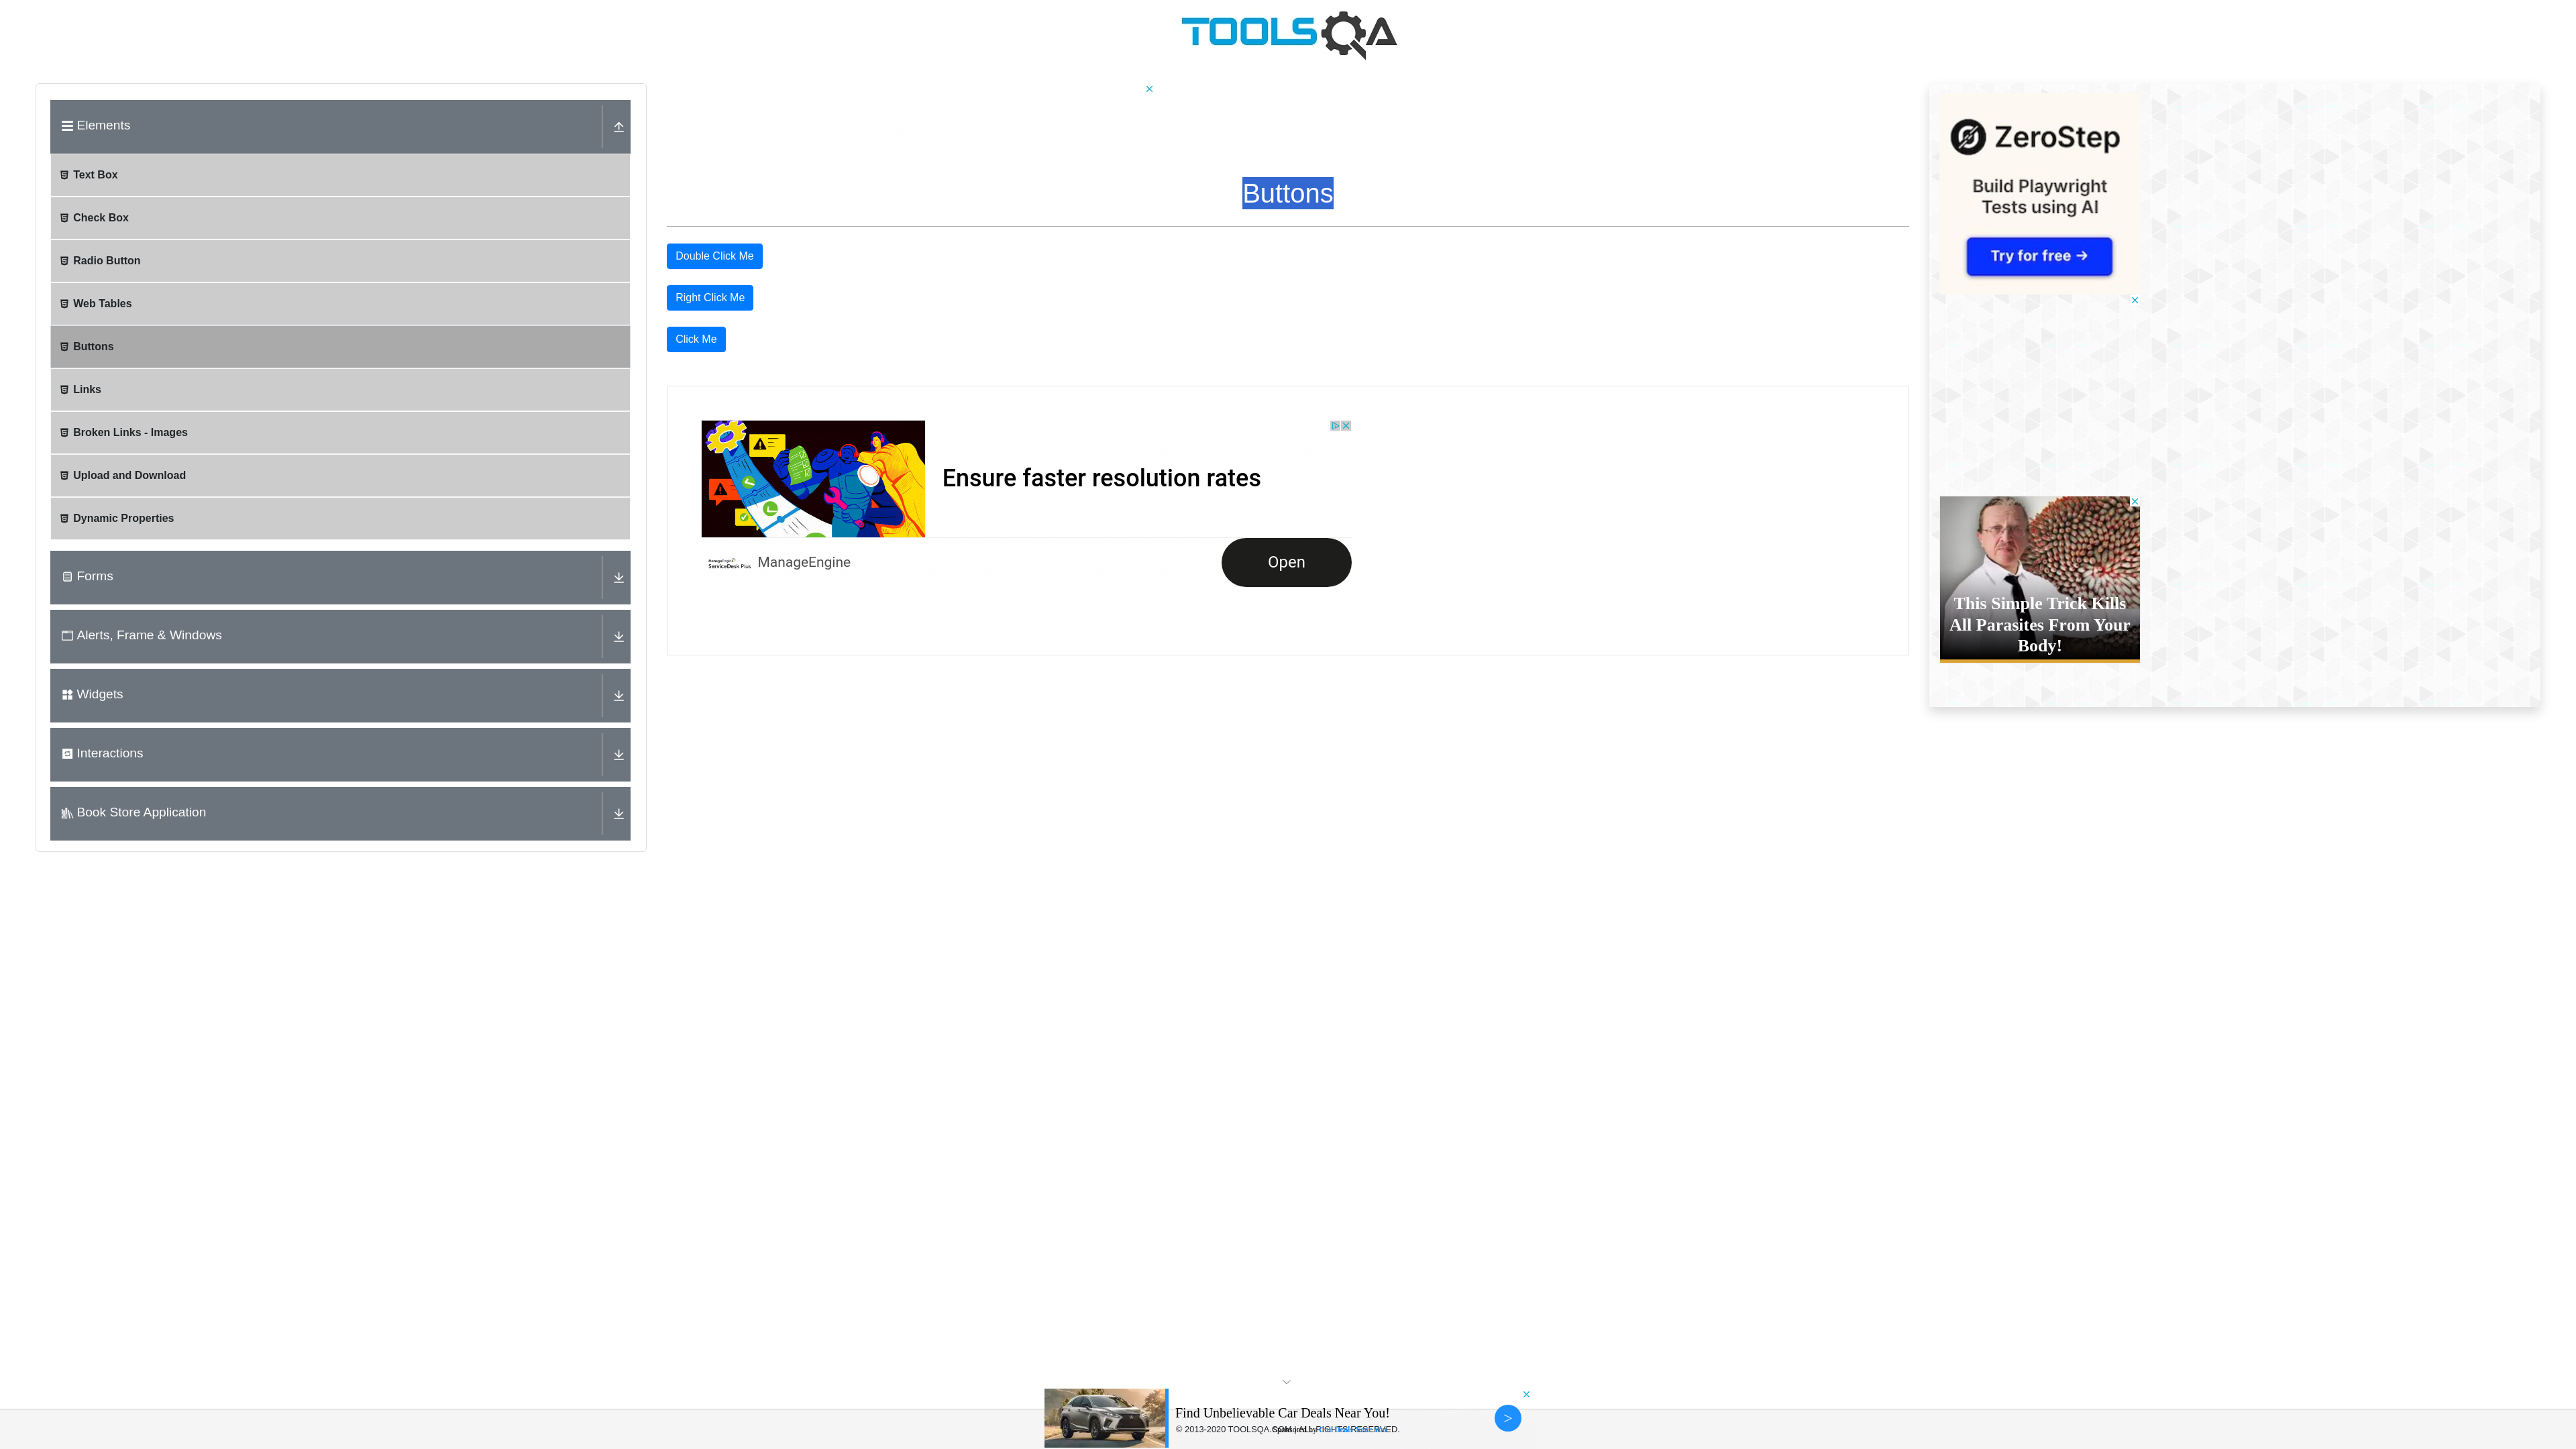 TOOLSQA
Elements
Text Box
Check Box
Radio Button
Web Tables
Buttons
Links
Broken Links - Images
Upload and Download
Dynamic Properties
Forms
Alerts, Frame & Windows
Widgets
Interactions
Book Store Application
Buttons
Double Click Me
Right Click Me
Click Me
Ensure faster resolution rates
ManageEngine
ServiceDesk Plus
ManageEngine
Open
ZeroStep
Build Playwright
Tests using AI
Try for free →
This Simple Trick Kills
All Parasites From Your
Body!
Find Unbelievable Car Deals Near You!
© 2013-2020 TOOLSQA.COM | ALL RIGHTS RESERVED.